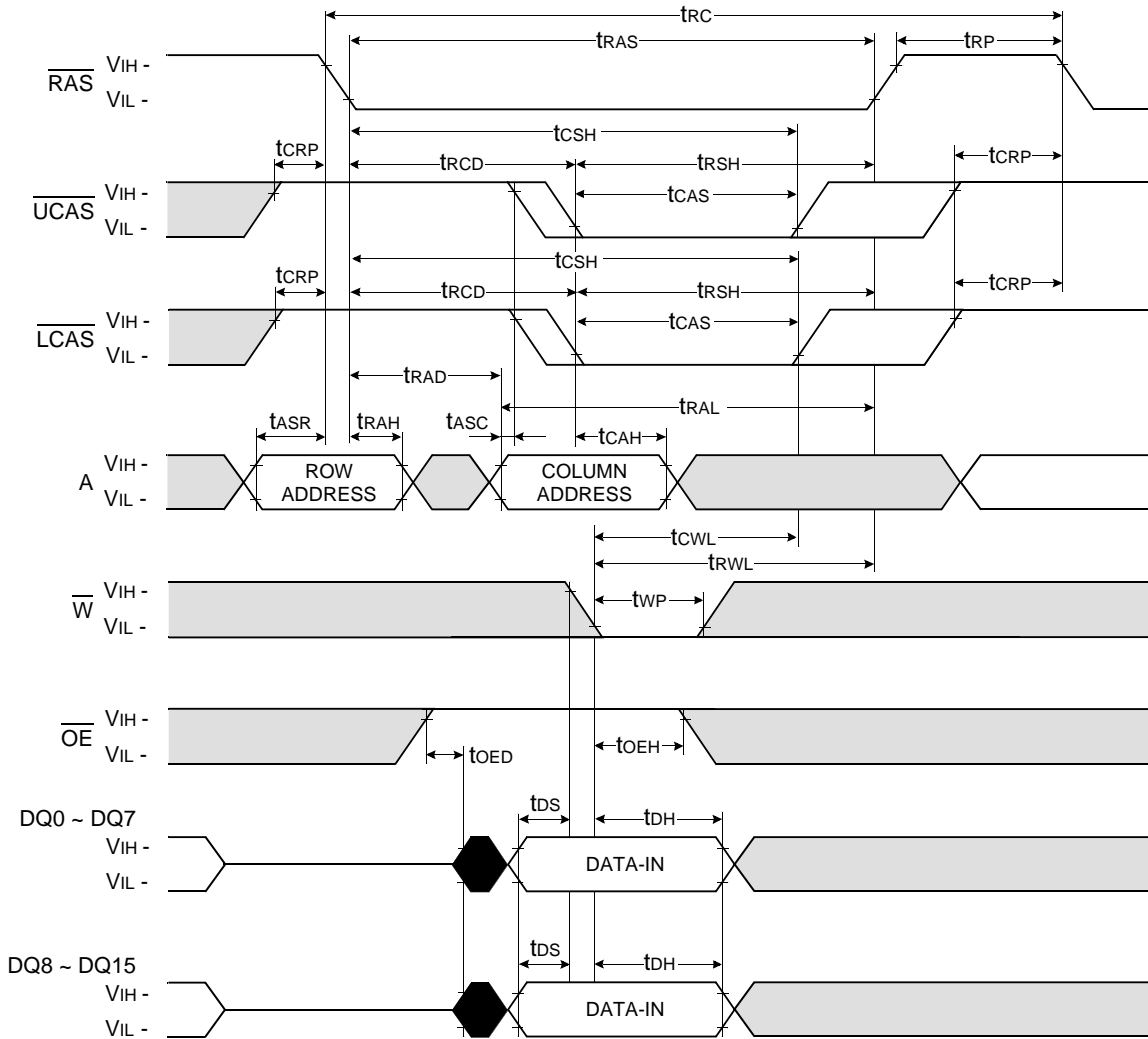 tRC
tRAS tRP
RAS VIH -
VIL -
tCSH
tCRP tRCD tRSH tCRP
UCAS VIH - tCAS
VIL -
tCSH
tCRP tRCD tRSH tCRP
LCAS VIH - tCAS
VIL -
tRAD
tRAL
tASR tRAH tASC tCAH
A VIH - ROW COLUMN
VIL - ADDRESS ADDRESS
tCWL
tRWL
W VIH - tWP
VIL -
OE VIH -
VIL - tOED tOEH
DQ0 ~ DQ7 tDS tDH
VIH - DATA-IN
VIL -
DQ8 ~ DQ15 tDS tDH
VIH - DATA-IN
VIL -